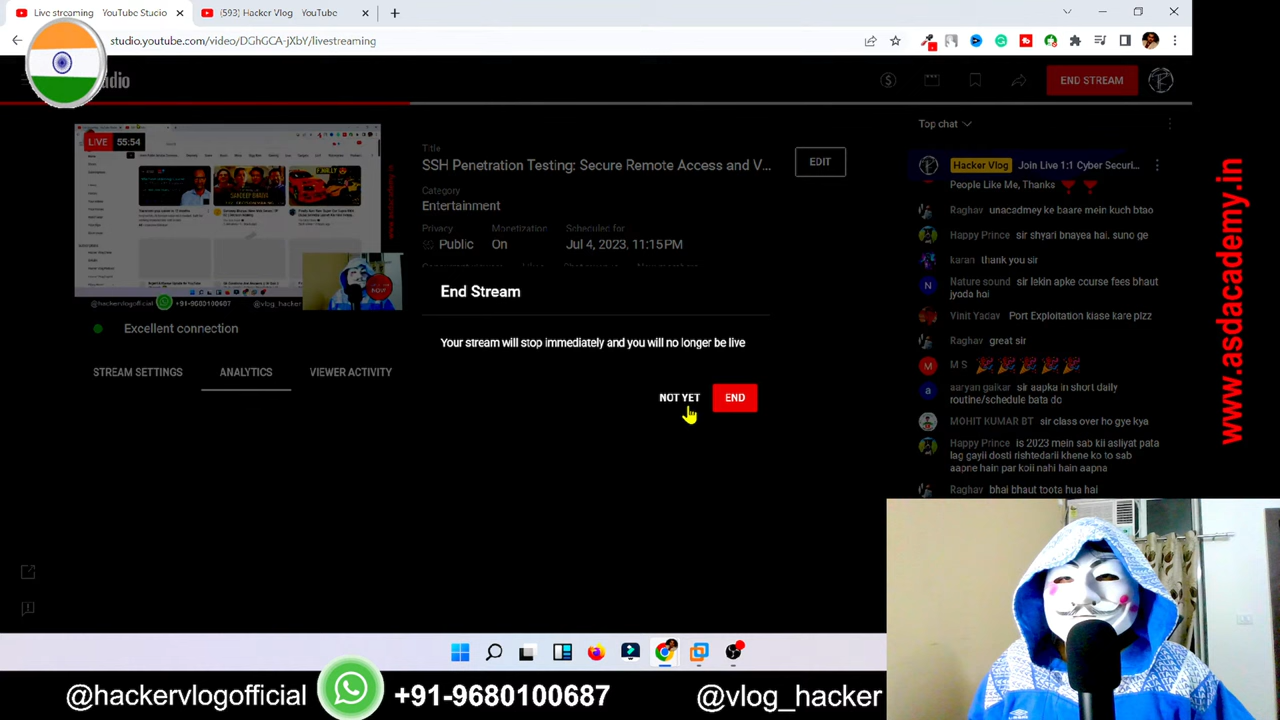 Live streaming - YouTube Studio
(593) Hacker Vlog - YouTube
studio.youtube.com/video/DGhGCA-jXbY/livestreaming
END STREAM
LIVE 55:54
Title
SSH Penetration Testing: Secure Remote Access and V...
EDIT
Category
Entertainment
Privacy
Monetization
Scheduled for
Public
On
Jul 4, 2023, 11:15 PM
End Stream
Your stream will stop immediately and you will no longer be live
NOT YET
END
Excellent connection
STREAM SETTINGS
ANALYTICS
VIEWER ACTIVITY
@hackervlogofficial
+91-9680100687
@vlog_hacker
Top chat
Hacker Vlog Join Live 1:1 Cyber Securi...
People Like Me, Thanks
Raghav unacadmey ke baare mein kuch btao
Happy Prince sir shyari bnayea hai. suno ge
karan thank you sir
Nature sound sir lekin apke course fees bhaut
jyoda hai
Vinit Yadav Port Exploitation kiase kare plzz
Raghav great sir
M S
aaryan galkar sir aapka in short daily
routine/schedule bata do
MOHIT KUMAR BT sir class over ho gye kya
Happy Prince is 2023 mein sab kii asliyat pata
lag gayii dosti rishtedarii khene ko to sab
aapne hain par koii nahi hain aapna
Raghav bhai bhaut toota hua hai
www.asdacademy.in
@hackervlogofficial
+91-9680100687
@vlog_hacker